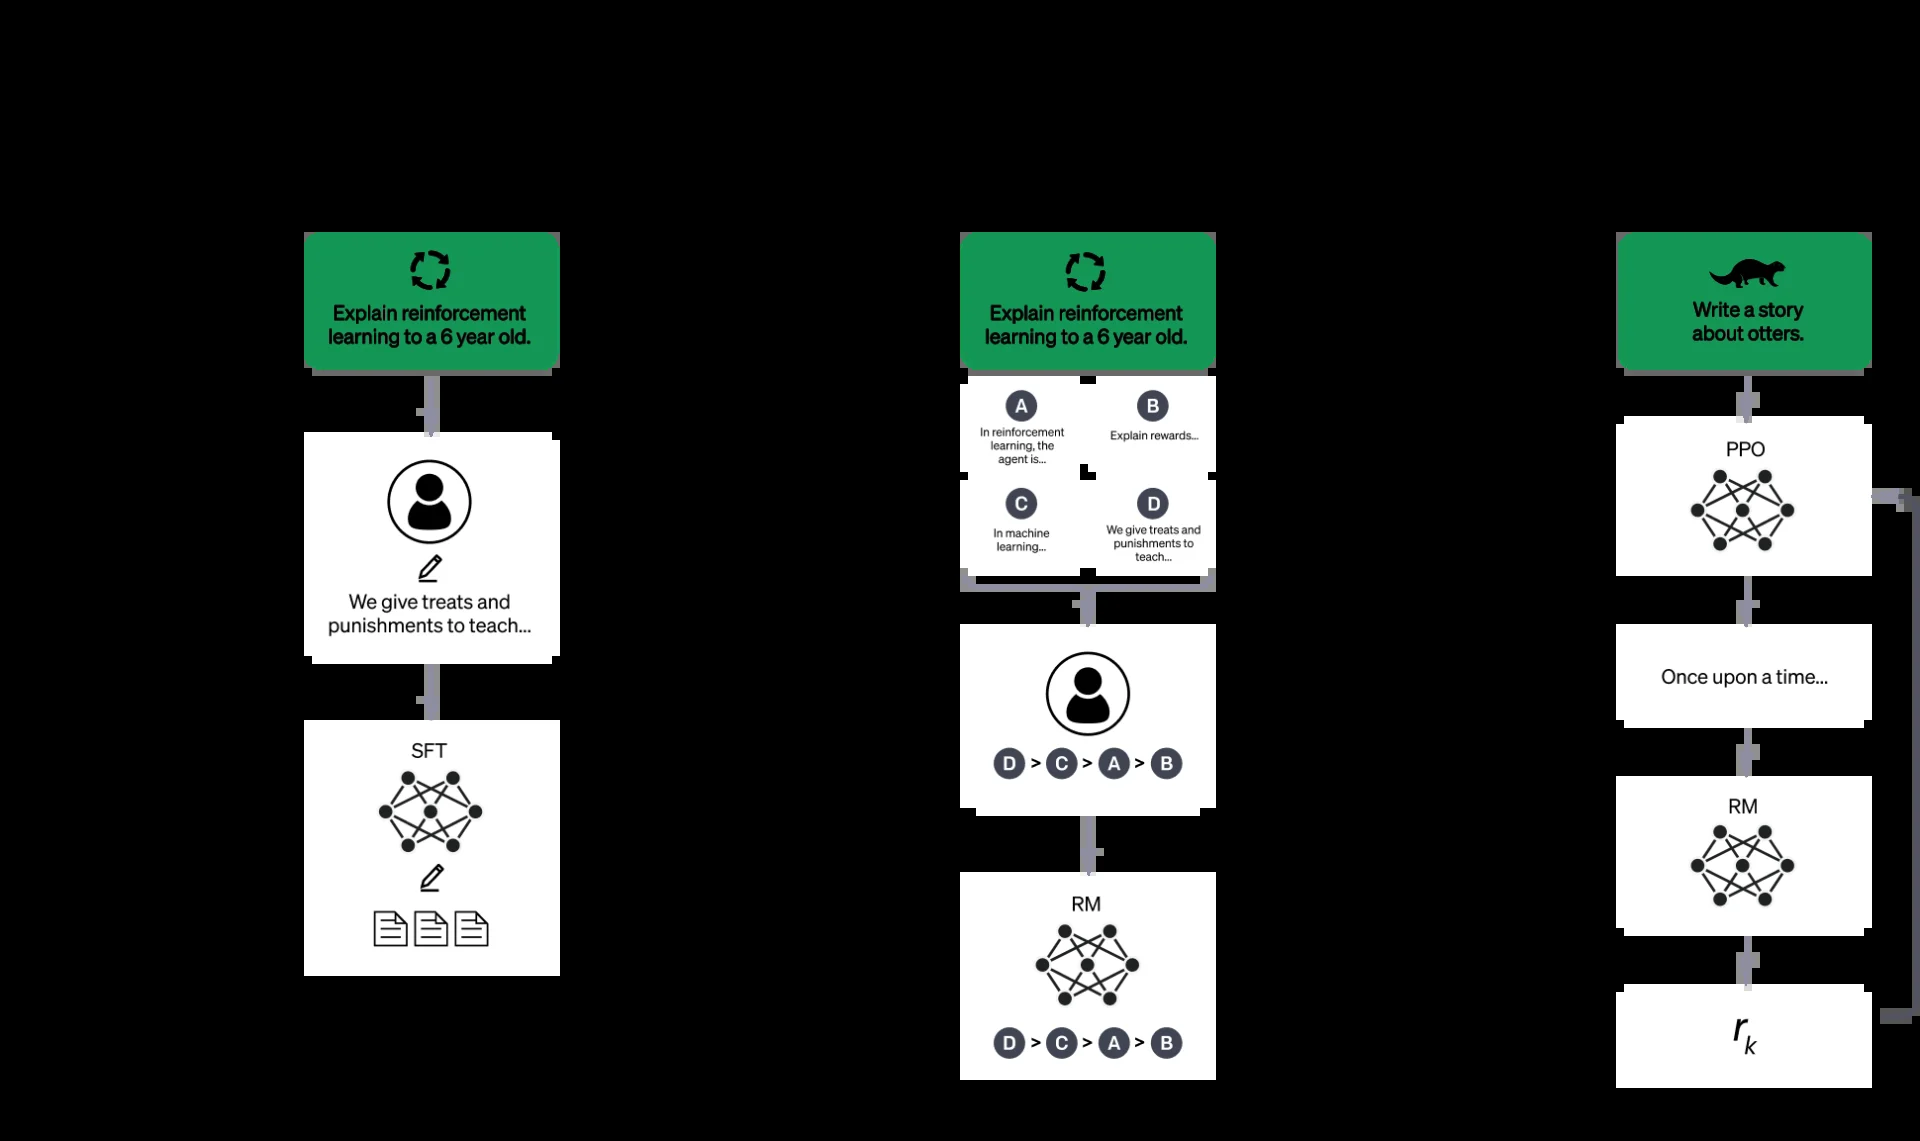 Explain reinforcement
learning to a 6 year old.
We give treats and
punishments to teach...
SFT
Explain reinforcement
learning to a 6 year old.
A
In reinforcement
learning, the
agent is...
B
Explain rewards...
C
In machine
learning...
D
We give treats and
punishments to
teach...
D > C > A > B
RM
D > C > A > B
Write a story
about otters.
PPO
Once upon a time...
RM
rk